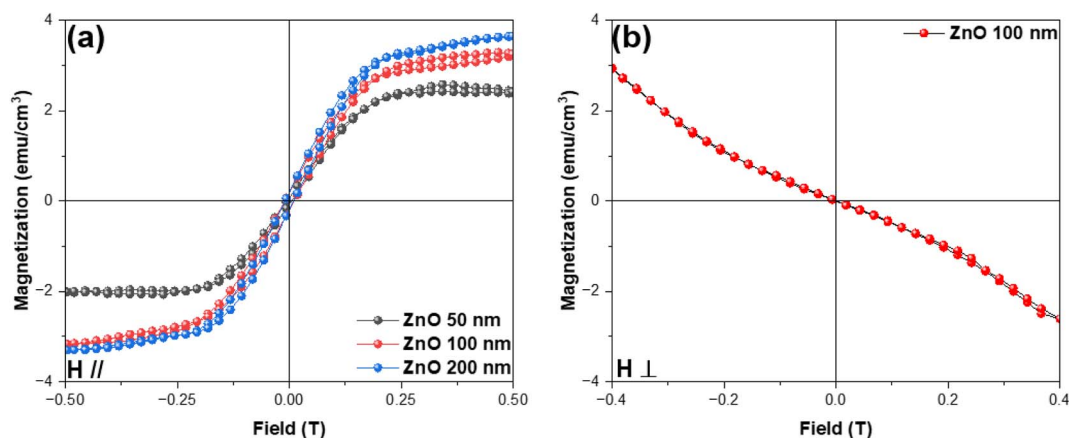 (a)
Magnetization (emu/cm³)
4
2
0
−2
−4
ZnO 50 nm
ZnO 100 nm
ZnO 200 nm
H //
−0.50
−0.25
0.00
0.25
0.50
Field (T)
(b)
ZnO 100 nm
Magnetization (emu/cm³)
4
2
0
−2
−4
H ⊥
−0.4
−0.2
0.0
0.2
0.4
Field (T)